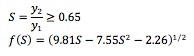 S = y₂/y₁ ≥ 0.65
f(S) = (9.81S − 7.55S² − 2.26)^1/2